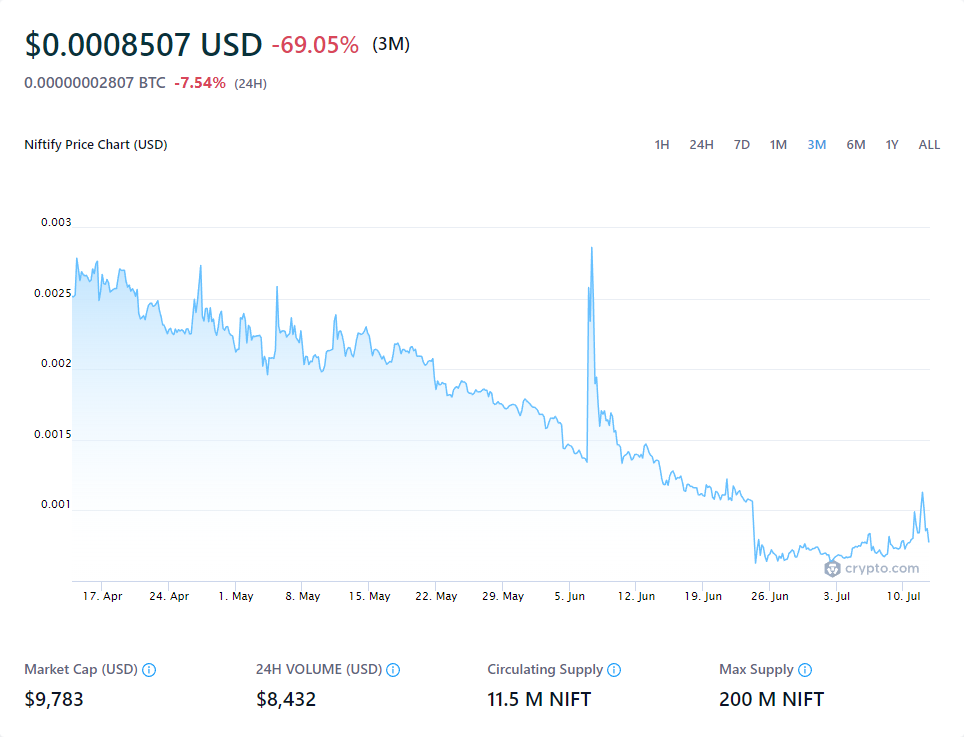 $0.0008507 USD -69.05% (3M)
0.00000002807 BTC -7.54% (24H)
Niftify Price Chart (USD) 1H 24H 7D 1M 3M 6M 1Y ALL
0.003
0.0025
0.002
0.0015
0.001
crypto.com
17. Apr 24. Apr 1. May 8. May 15. May 22. May 29. May 5. Jun 12. Jun 19. Jun 26. Jun 3. Jul 10. Jul
Market Cap (USD) 24H VOLUME (USD) Circulating Supply Max Supply
$9,783 $8,432 11.5 M NIFT 200 M NIFT